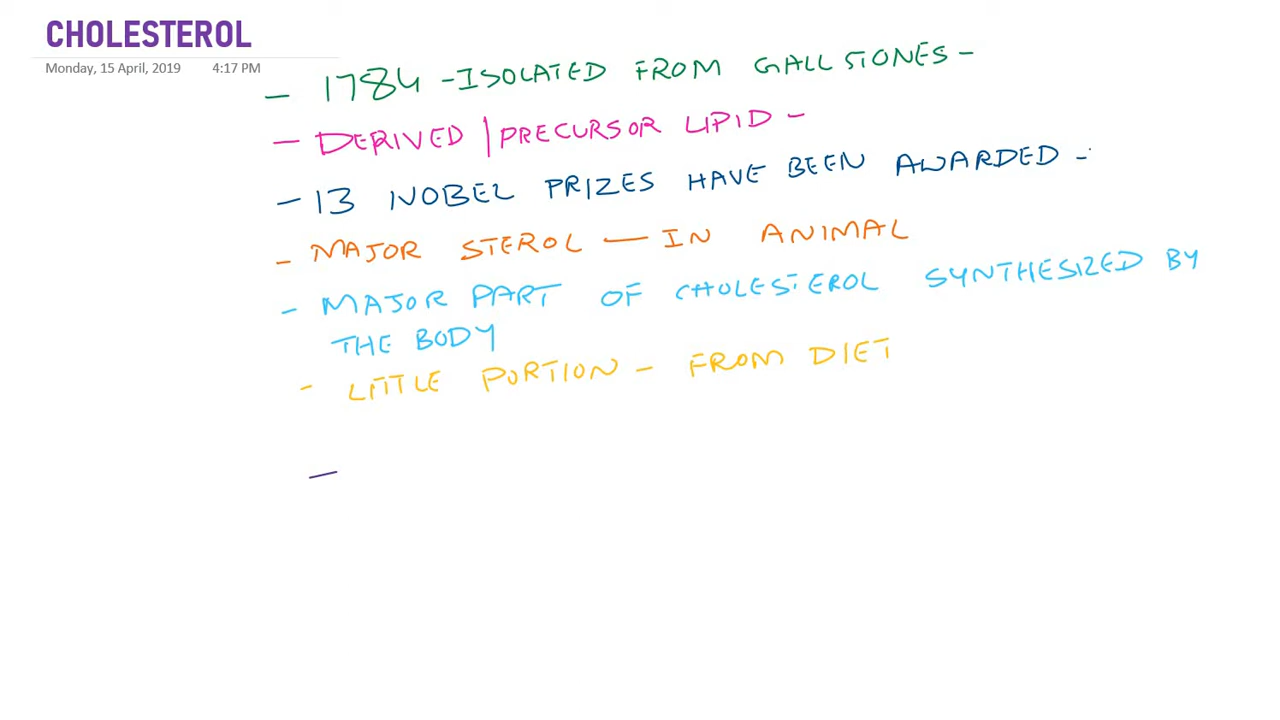 CHOLESTEROL
Monday, 15 April, 2019 4:17 PM
- 1784 - ISOLATED FROM GALLSTONES -
- DERIVED | PRECURSOR LIPID -
- 13 NOBEL PRIZES HAVE BEEN AWARDED -
- MAJOR STEROL — IN ANIMAL
- MAJOR PART OF CHOLESTEROL SYNTHESIZED BY
THE BODY
- LITTLE PORTION - FROM DIET
-